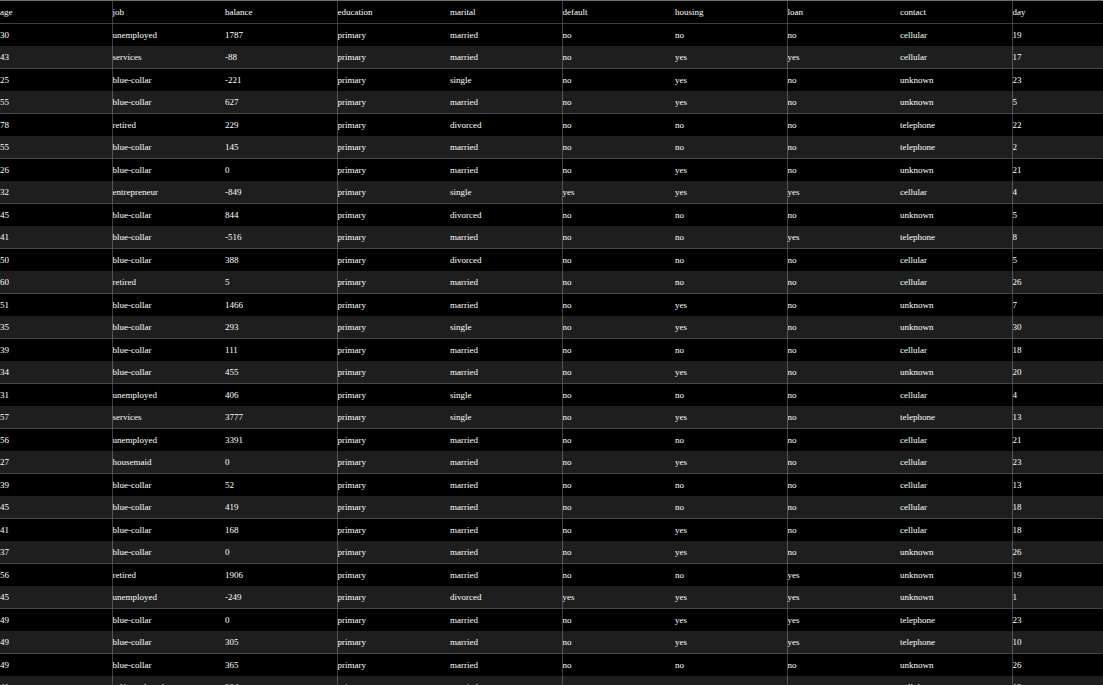 age job balance education marital default housing loan contact day
30 unemployed 1787 primary married no no no cellular 19
43 services -88 primary married no yes yes cellular 17
25 blue-collar -221 primary single no yes no unknown 23
55 blue-collar 627 primary married no yes no unknown 5
78 retired 229 primary divorced no no no telephone 22
55 blue-collar 145 primary married no no no telephone 2
26 blue-collar 0 primary married no yes no unknown 21
32 entrepreneur -849 primary single yes yes yes cellular 4
45 blue-collar 844 primary divorced no no no unknown 5
41 blue-collar -516 primary married no no yes telephone 8
50 blue-collar 388 primary divorced no no no cellular 5
60 retired 5 primary married no no no cellular 26
51 blue-collar 1466 primary married no yes no unknown 7
35 blue-collar 293 primary single no yes no unknown 30
39 blue-collar 111 primary married no no no cellular 18
34 blue-collar 455 primary married no yes no unknown 20
31 unemployed 406 primary single no no no cellular 4
57 services 3777 primary single no yes no telephone 13
56 unemployed 3391 primary married no no no cellular 21
27 housemaid 0 primary married no yes no cellular 23
39 blue-collar 52 primary married no no no cellular 13
45 blue-collar 419 primary married no no no cellular 18
41 blue-collar 168 primary married no yes no cellular 18
37 blue-collar 0 primary married no yes no unknown 26
56 retired 1906 primary married no no yes unknown 19
45 unemployed -249 primary divorced yes yes yes unknown 1
49 blue-collar 0 primary married no yes yes telephone 23
49 blue-collar 305 primary married no yes yes telephone 10
49 blue-collar 365 primary married no no no unknown 26